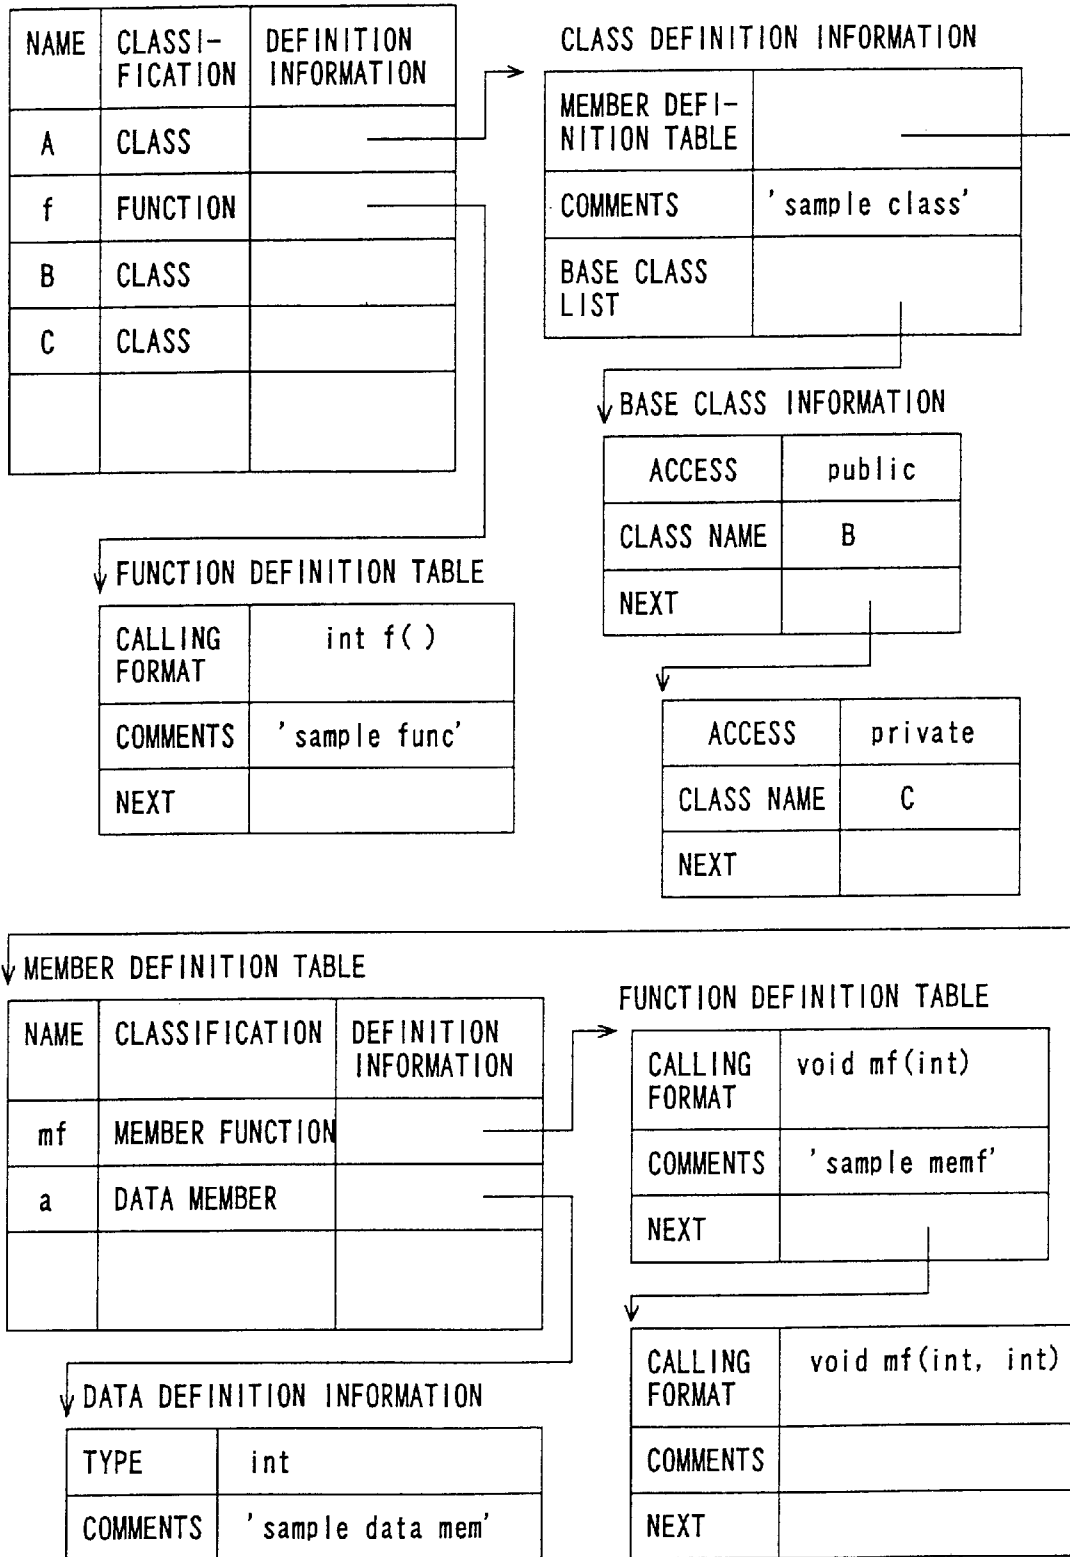 NAME CLASSI- DEFINITION
FICATION INFORMATION
A CLASS
f FUNCTION
B CLASS
C CLASS
CLASS DEFINITION INFORMATION
MEMBER DEFI-
NITION TABLE
COMMENTS 'sample class'
BASE CLASS
LIST
BASE CLASS INFORMATION
ACCESS public
CLASS NAME B
NEXT
ACCESS private
CLASS NAME C
NEXT
FUNCTION DEFINITION TABLE
CALLING int f( )
FORMAT
COMMENTS 'sample func'
NEXT
MEMBER DEFINITION TABLE
NAME CLASSIFICATION DEFINITION
INFORMATION
mf MEMBER FUNCTION
a DATA MEMBER
FUNCTION DEFINITION TABLE
CALLING void mf(int)
FORMAT
COMMENTS 'sample memf'
NEXT
CALLING void mf(int, int)
FORMAT
COMMENTS
NEXT
DATA DEFINITION INFORMATION
TYPE int
COMMENTS 'sample data mem'